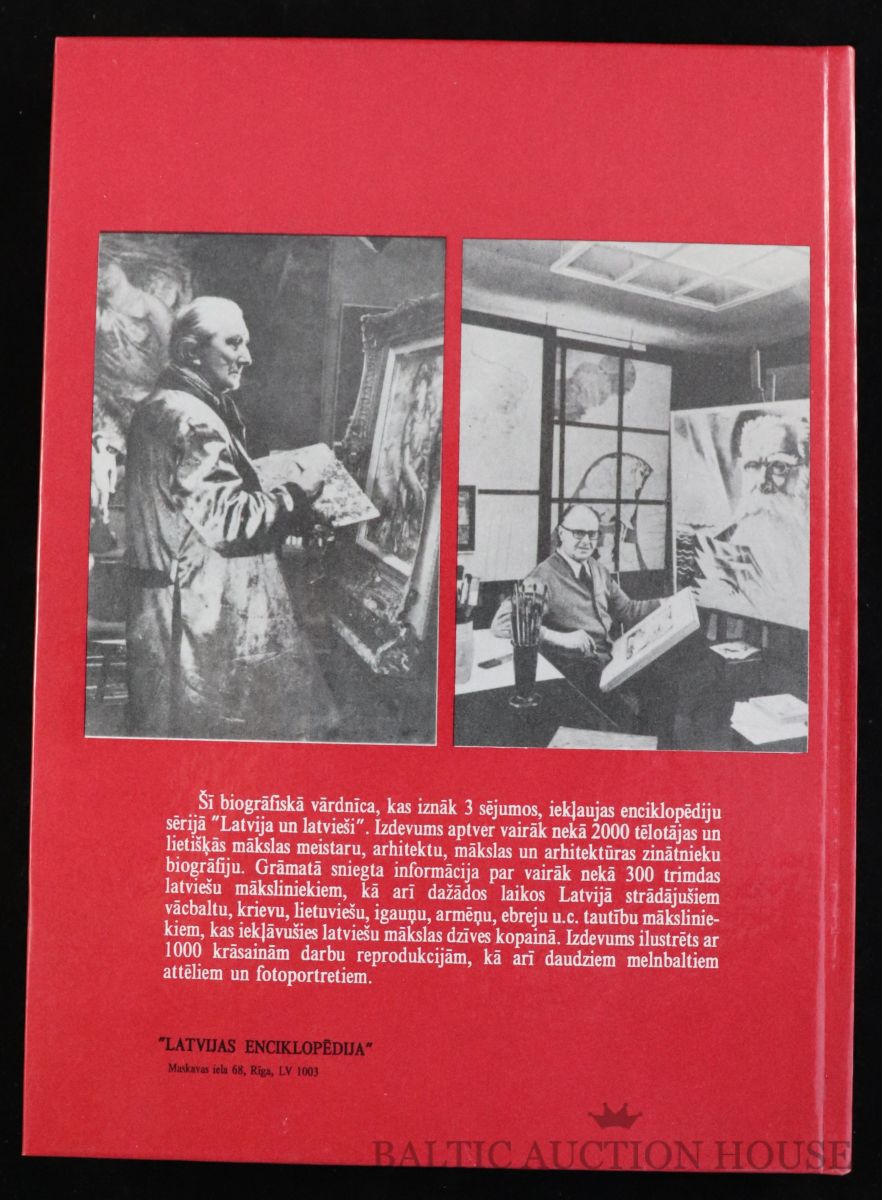 Šī biogrāfiskā vārdnīca, kas iznāk 3 sējumos, iekļaujas enciklopēdiju
sērijā "Latvija un latvieši". Izdevums aptver vairāk nekā 2000 tēlotājas un
lietišķās mākslas meistaru, arhitektu, mākslas un arhitektūras zinātnieku
biogrāfiju. Grāmatā sniegta informācija par vairāk nekā 300 trimdas
latviešu māksliniekiem, kā arī dažādos laikos Latvijā strādājušiem
vācbaltu, krievu, lietuviešu, igauņu, armēņu, ebreju u.c. tautību mākslinie-
kiem, kas iekļāvušies latviešu mākslas dzīves kopainā. Izdevums ilustrēts ar
1000 krāsainām darbu reprodukcijām, kā arī daudziem melnbaltiem
attēliem un fotoportretiem.
"LATVIJAS ENCIKLOPĒDIJA"
Maskavas iela 68, Rīga, LV 1003
BALTIC AUCTION HOUSE